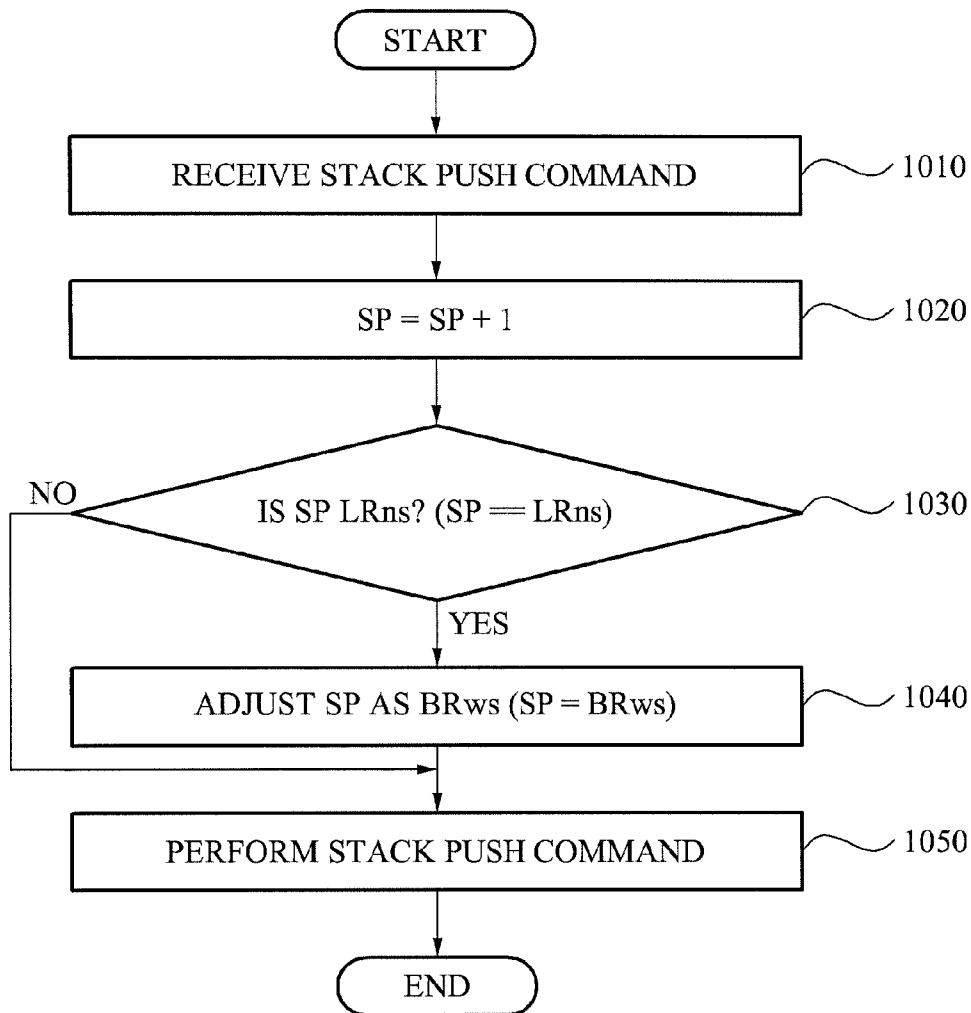 START
RECEIVE STACK PUSH COMMAND
1010
SP = SP + 1
1020
IS SP LRns? (SP == LRns)
1030
NO
YES
ADJUST SP AS BRws (SP = BRws)
1040
PERFORM STACK PUSH COMMAND
1050
END